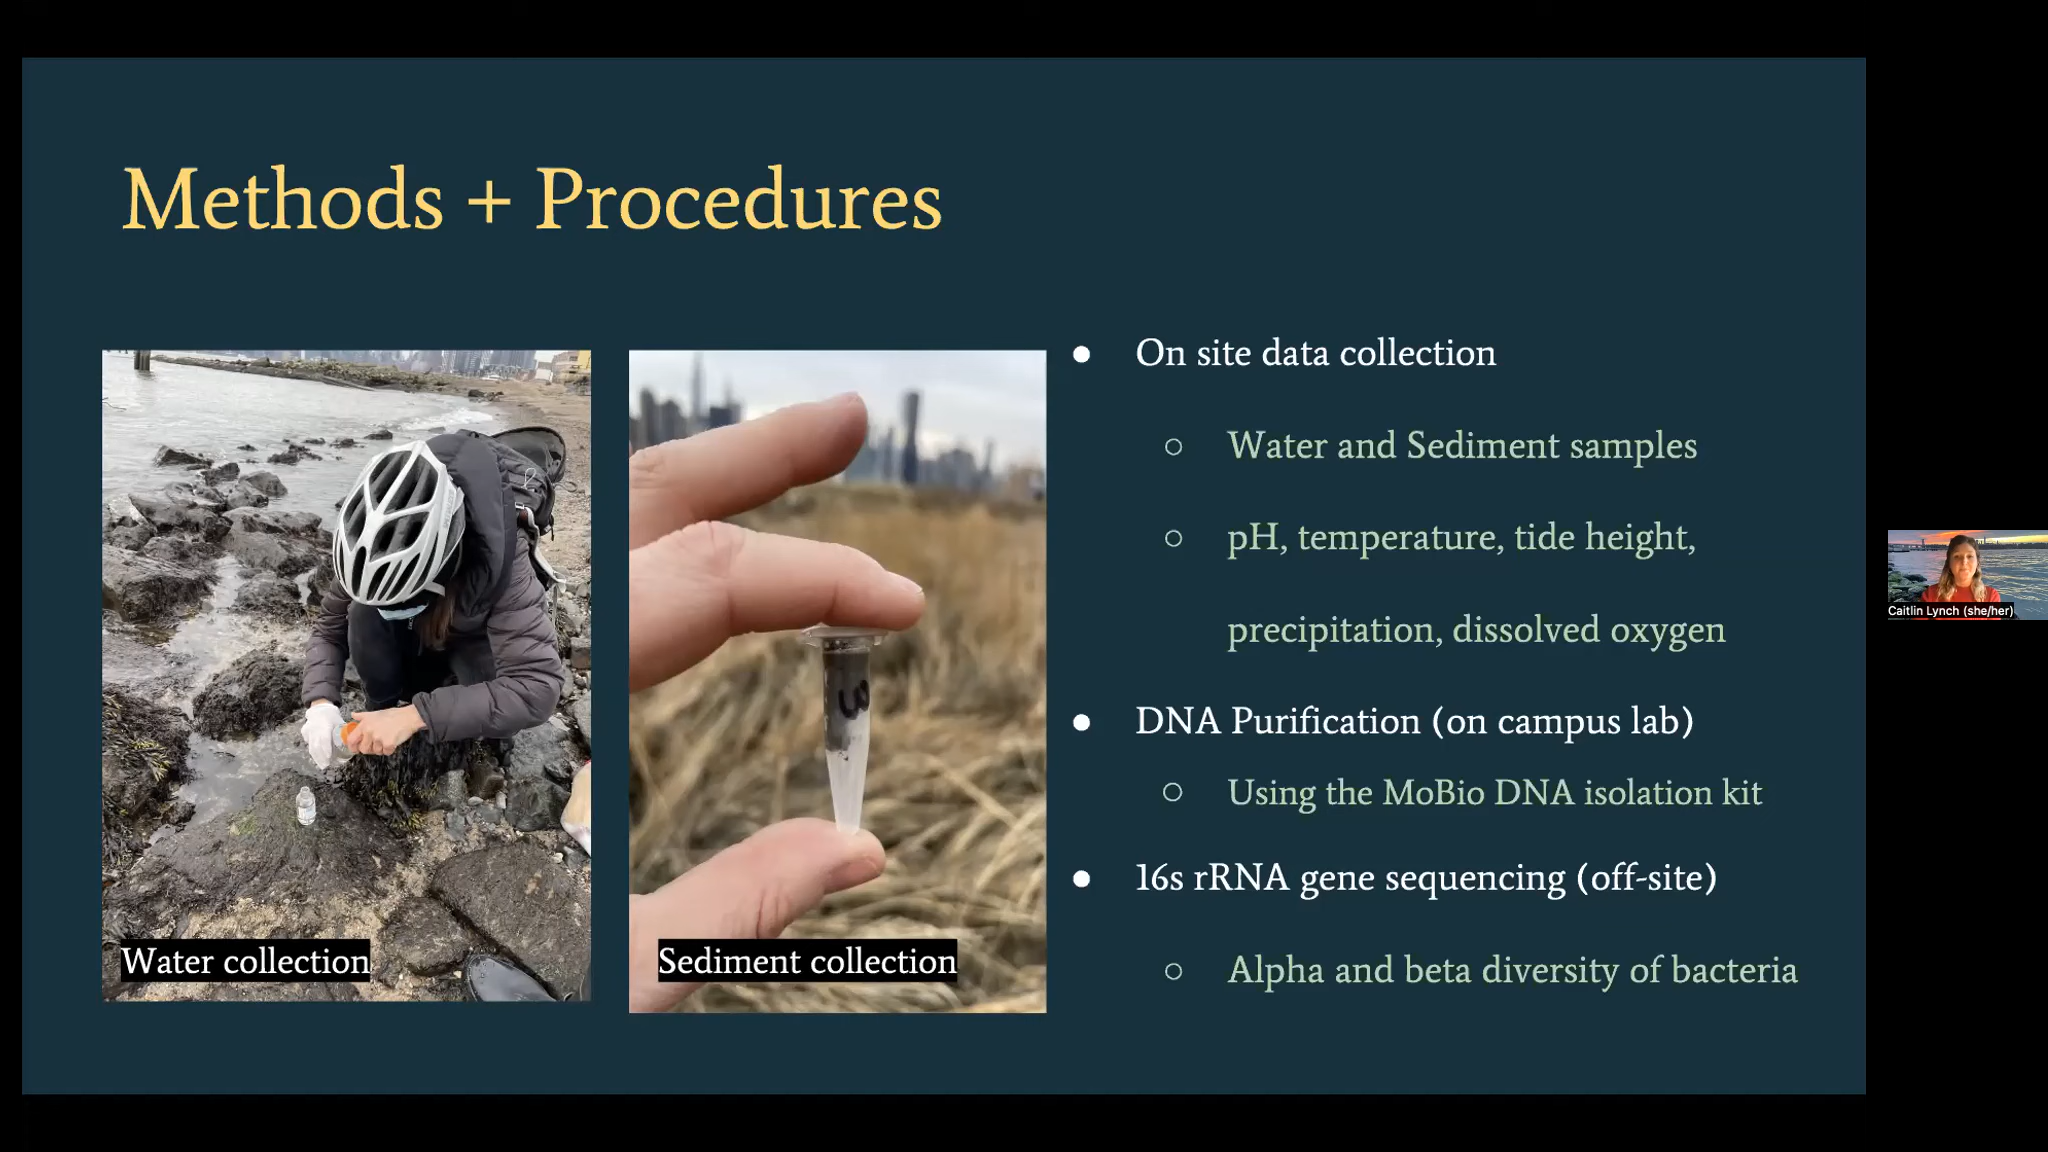 Methods + Procedures
Water collection
Sediment collection
3
● On site data collection
○ Water and Sediment samples
○ pH, temperature, tide height,
precipitation, dissolved oxygen
● DNA Purification (on campus lab)
○ Using the MoBio DNA isolation kit
● 16s rRNA gene sequencing (off-site)
○ Alpha and beta diversity of bacteria
Caitlin Lynch (she/her)